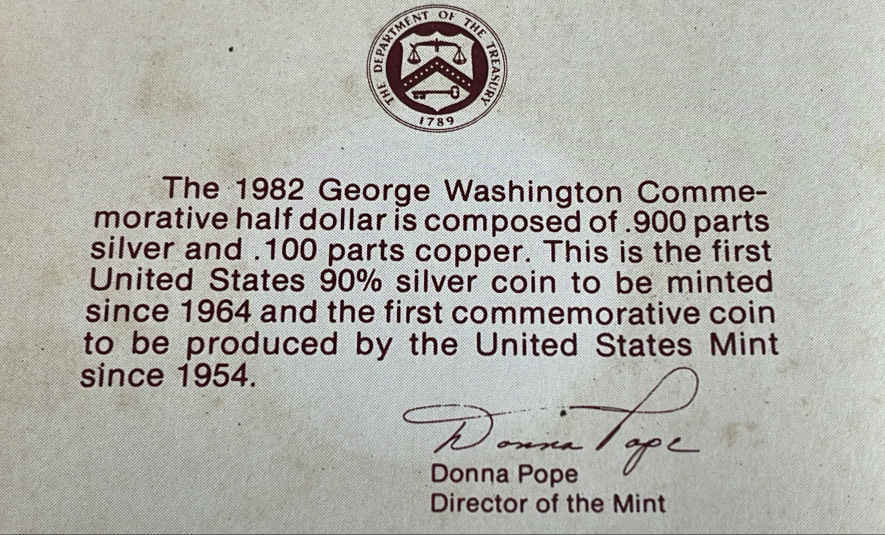 THE DEPARTMENT OF THE TREASURY
1789
The 1982 George Washington Comme-
morative half dollar is composed of .900 parts
silver and .100 parts copper. This is the first
United States 90% silver coin to be minted
since 1964 and the first commemorative coin
to be produced by the United States Mint
since 1954.
Donna Pope
Donna Pope
Director of the Mint